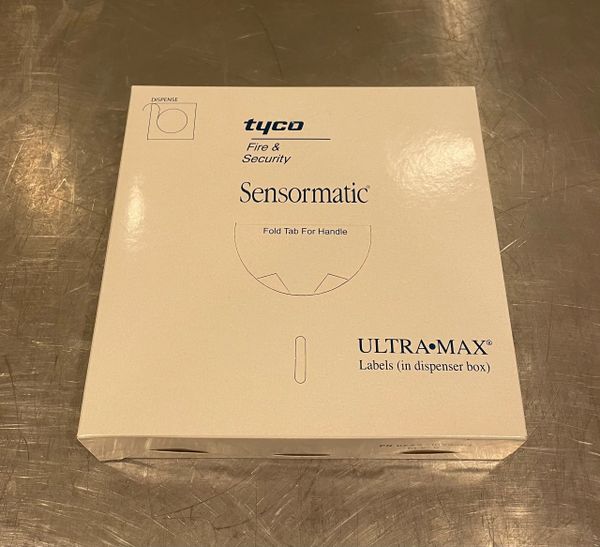 DISPENSE
tyco
Fire &
Security
Sensormatic®
Fold Tab For Handle
ULTRA•MAX®
Labels (in dispenser box)